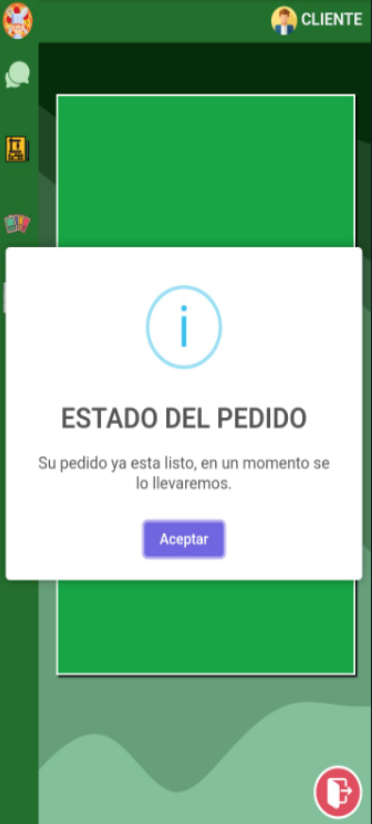 CLIENTE
ESTADO DEL PEDIDO
Su pedido ya esta listo, en un momento se
lo llevaremos.
Aceptar